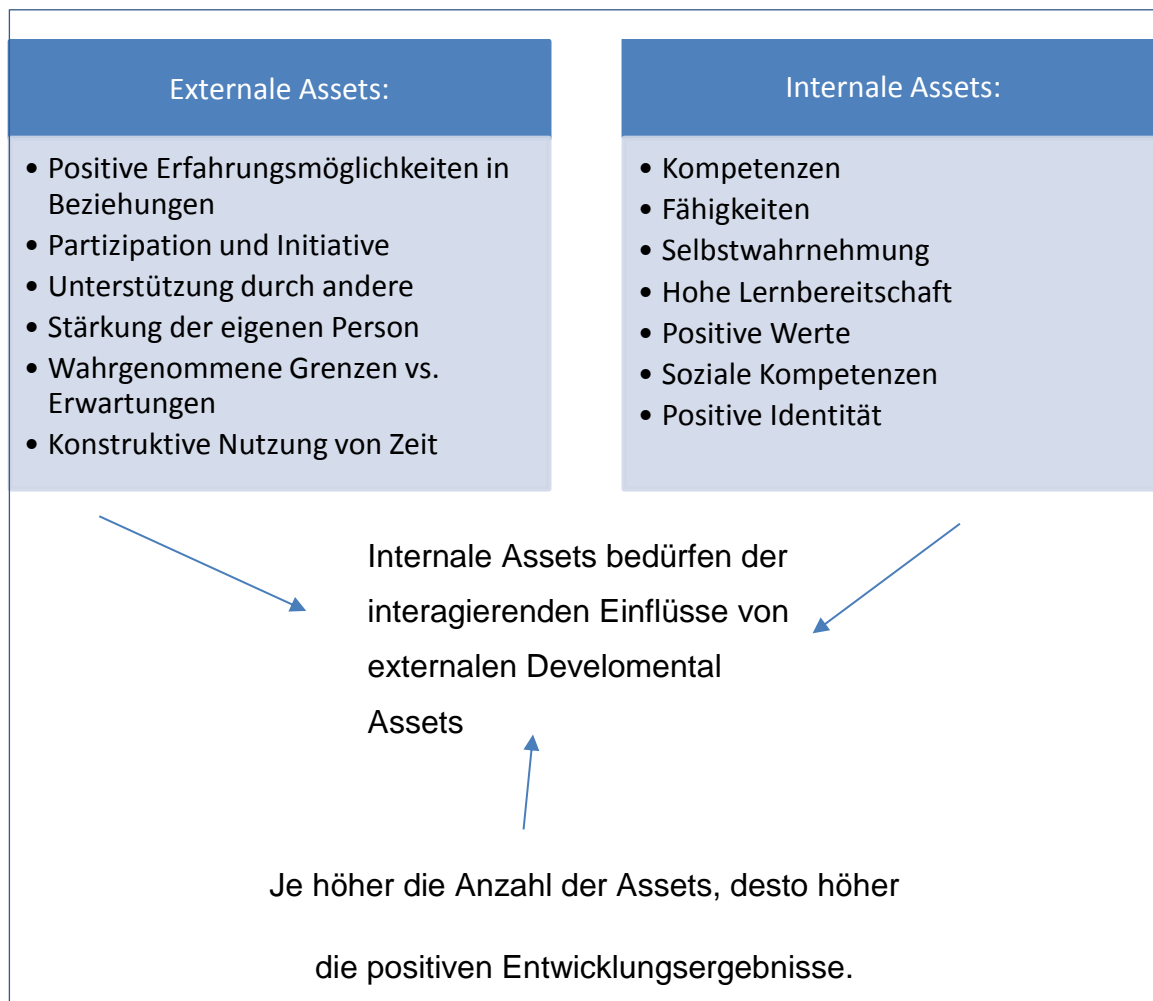 Externale Assets:
• Positive Erfahrungsmöglichkeiten in
Beziehungen
• Partizipation und Initiative
• Unterstützung durch andere
• Stärkung der eigenen Person
• Wahrgenommene Grenzen vs.
Erwartungen
• Konstruktive Nutzung von Zeit
Internale Assets:
• Kompetenzen
• Fähigkeiten
• Selbstwahrnehmung
• Hohe Lernbereitschaft
• Positive Werte
• Soziale Kompetenzen
• Positive Identität
Internale Assets bedürfen der
interagierenden Einflüsse von
externalen Develomental
Assets
Je höher die Anzahl der Assets, desto höher
die positiven Entwicklungsergebnisse.